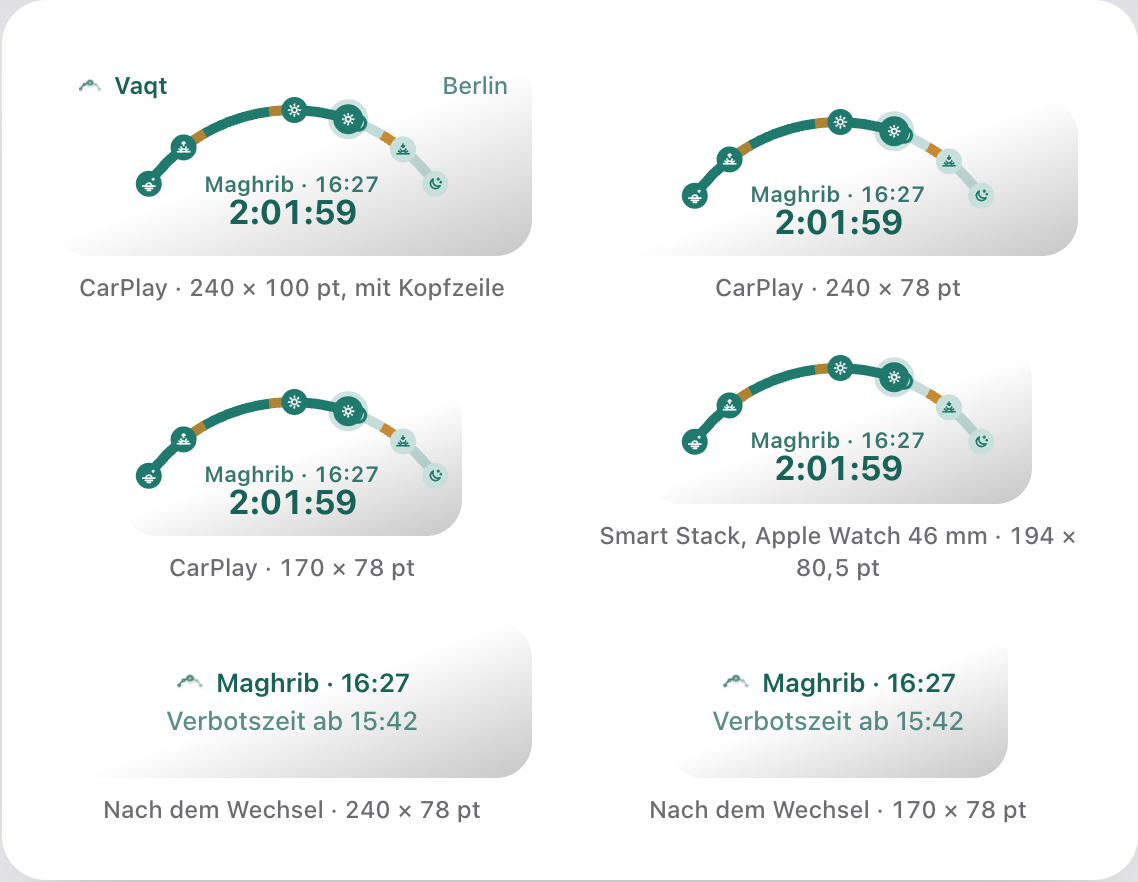 Vaqt
Berlin
Maghrib · 16:27
2:01:59
CarPlay · 240 × 100 pt, mit Kopfzeile
Maghrib · 16:27
2:01:59
CarPlay · 240 × 78 pt
Maghrib · 16:27
2:01:59
CarPlay · 170 × 78 pt
Maghrib · 16:27
2:01:59
Smart Stack, Apple Watch 46 mm · 194 ×
80,5 pt
Maghrib · 16:27
Verbotszeit ab 15:42
Nach dem Wechsel · 240 × 78 pt
Maghrib · 16:27
Verbotszeit ab 15:42
Nach dem Wechsel · 170 × 78 pt